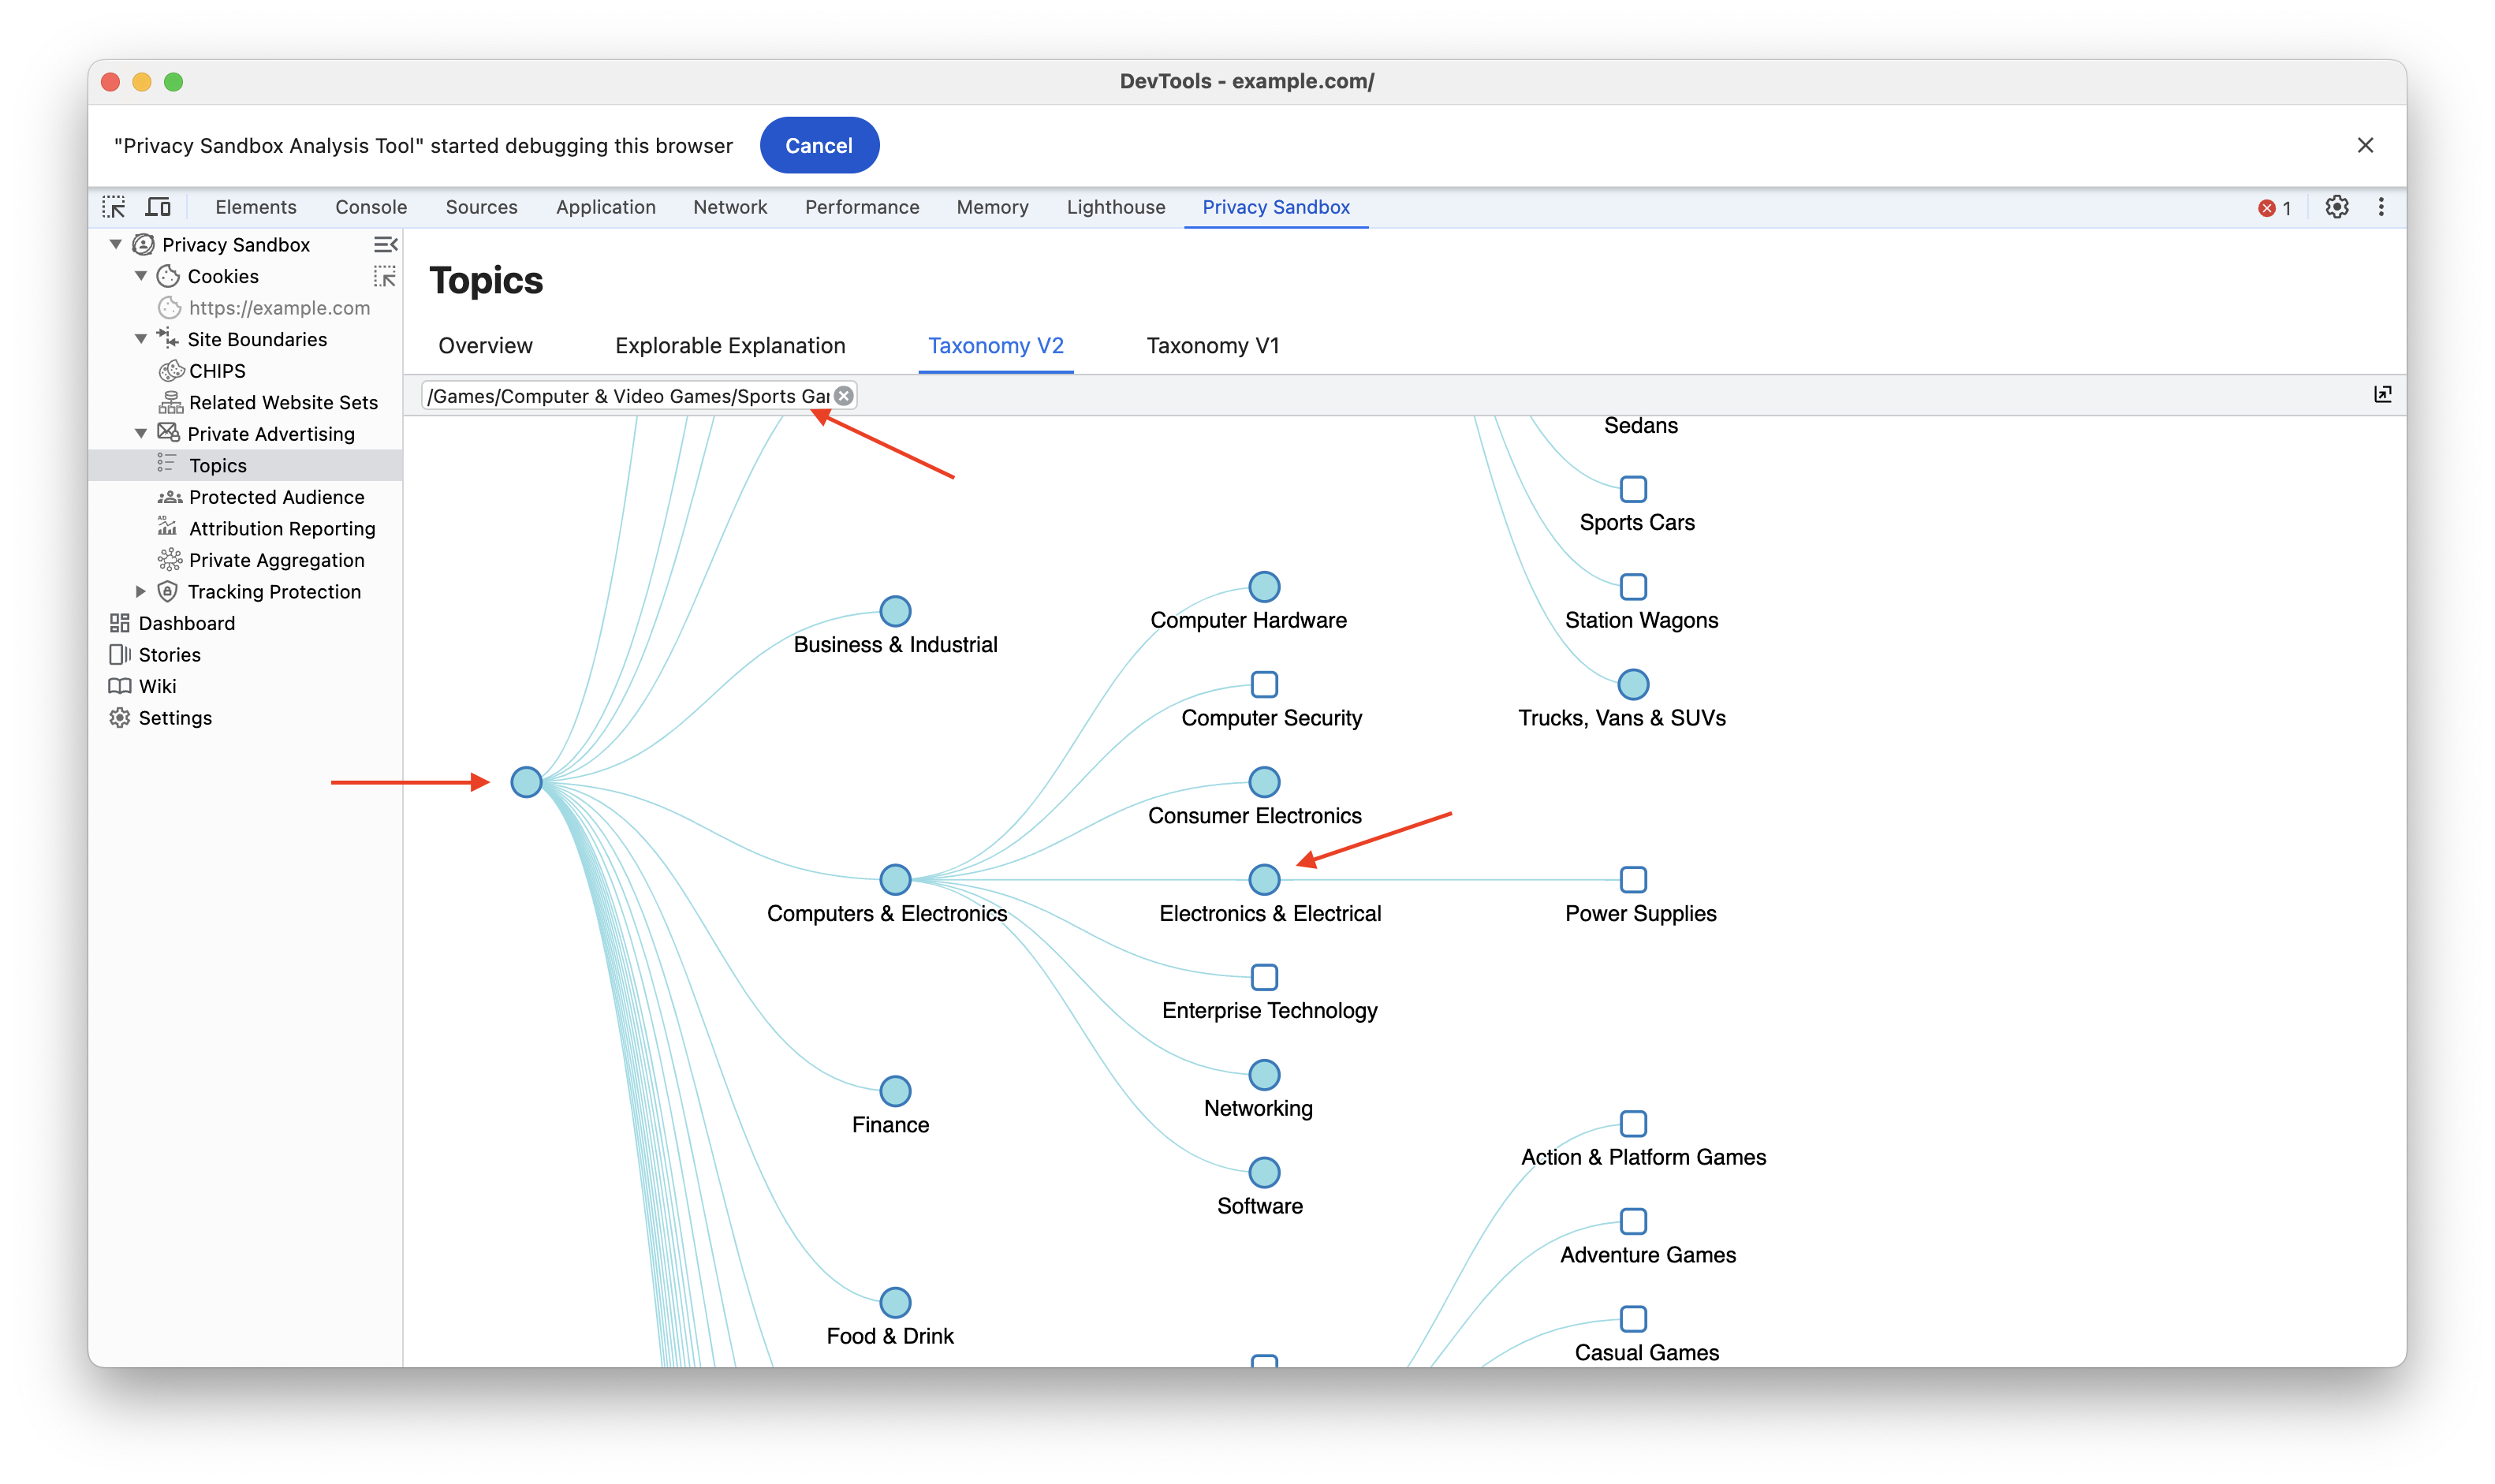 DevTools - example.com/
"Privacy Sandbox Analysis Tool" started debugging this browser
Cancel
Elements
Console
Sources
Application
Network
Performance
Memory
Lighthouse
Privacy Sandbox
1
Privacy Sandbox
Cookies
https://example.com
Site Boundaries
CHIPS
Related Website Sets
Private Advertising
Topics
Protected Audience
AD
Attribution Reporting
Private Aggregation
Tracking Protection
Dashboard
Stories
Wiki
Settings
Topics
Overview
Explorable Explanation
Taxonomy V2
Taxonomy V1
/Games/Computer & Video Games/Sports Gar
Business & Industrial
Computers & Electronics
Finance
Food & Drink
Computer Hardware
Computer Security
Consumer Electronics
Electronics & Electrical
Enterprise Technology
Networking
Software
Sedans
Sports Cars
Station Wagons
Trucks, Vans & SUVs
Power Supplies
Action & Platform Games
Adventure Games
Casual Games